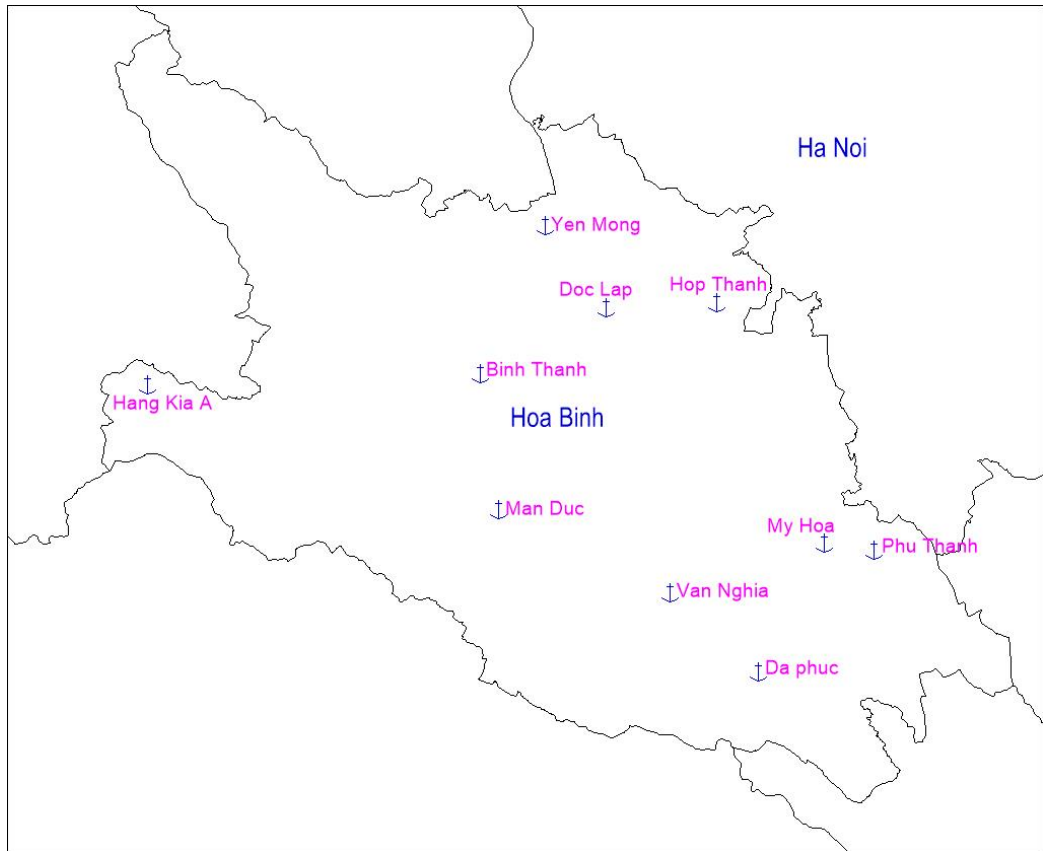 Ha Noi
Yen Mong
Doc Lap
Hop Thanh
Binh Thanh
Hang Kia A
Hoa Binh
Man Duc
My Hoa
Phu Thanh
Van Nghia
Da phuc